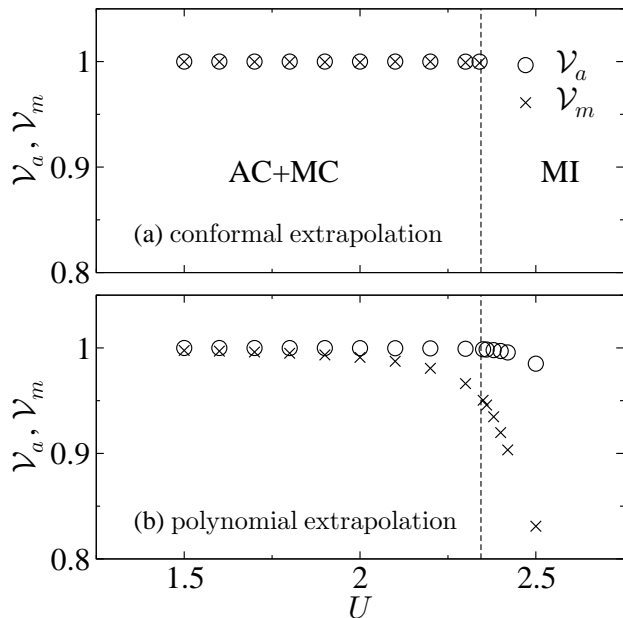 1
𝒱ₐ
𝒱ₘ
𝒱ₐ, 𝒱ₘ
0.9
AC+MC MI
(a) conformal extrapolation
0.8
1
𝒱ₐ, 𝒱ₘ
0.9
(b) polynomial extrapolation
0.8
1.5 2 2.5
U